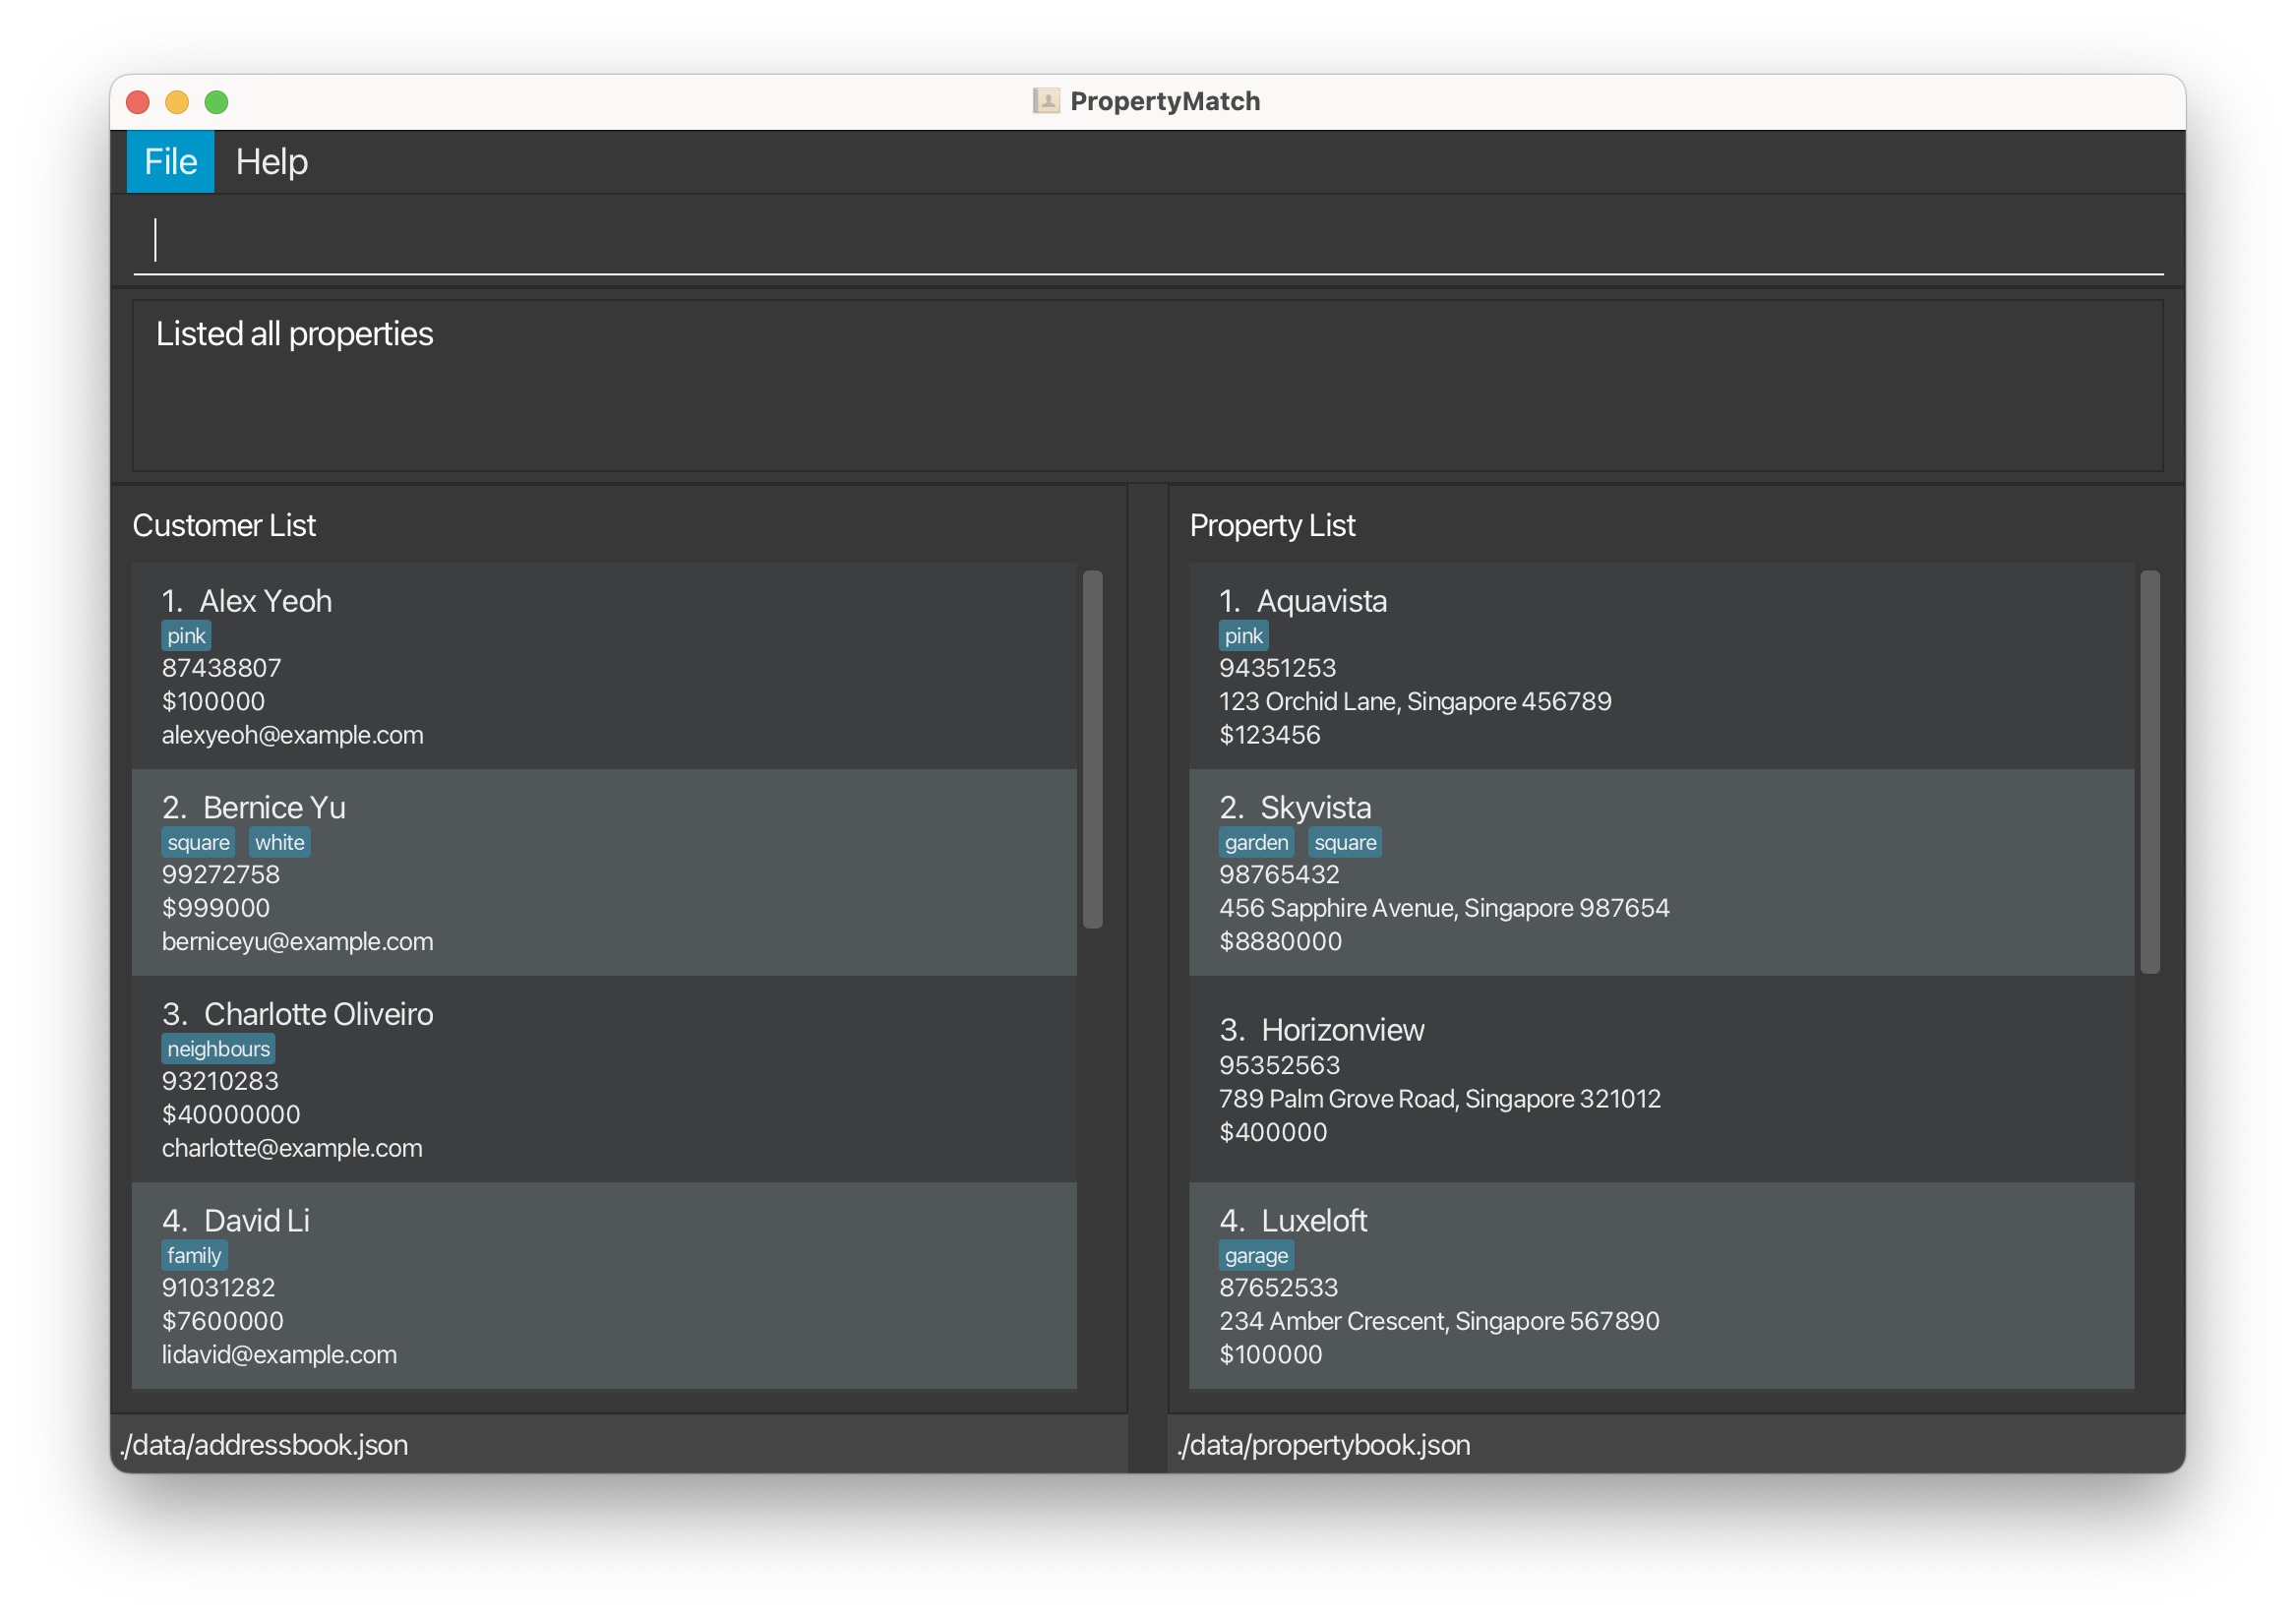 PropertyMatch
File Help
Listed all properties
Customer List
1. Alex Yeoh
pink
87438807
$100000
alexyeoh@example.com
2. Bernice Yu
square white
99272758
$999000
berniceyu@example.com
3. Charlotte Oliveiro
neighbours
93210283
$40000000
charlotte@example.com
4. David Li
family
91031282
$7600000
lidavid@example.com
./data/addressbook.json
Property List
1. Aquavista
pink
94351253
123 Orchid Lane, Singapore 456789
$123456
2. Skyvista
garden square
98765432
456 Sapphire Avenue, Singapore 987654
$8880000
3. Horizonview
95352563
789 Palm Grove Road, Singapore 321012
$400000
4. Luxeloft
garage
87652533
234 Amber Crescent, Singapore 567890
$100000
./data/propertybook.json